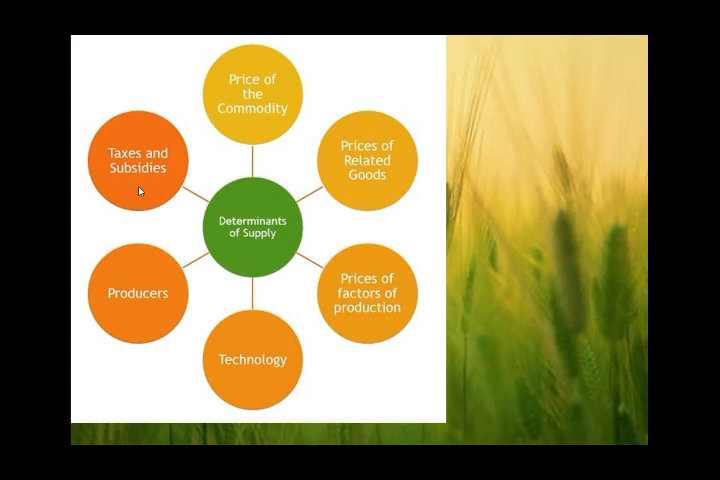 Price of
the
Commodity
Prices of
Related
Goods
Prices of
factors of
production
Technology
Producers
Taxes and
Subsidies
Determinants
of Supply